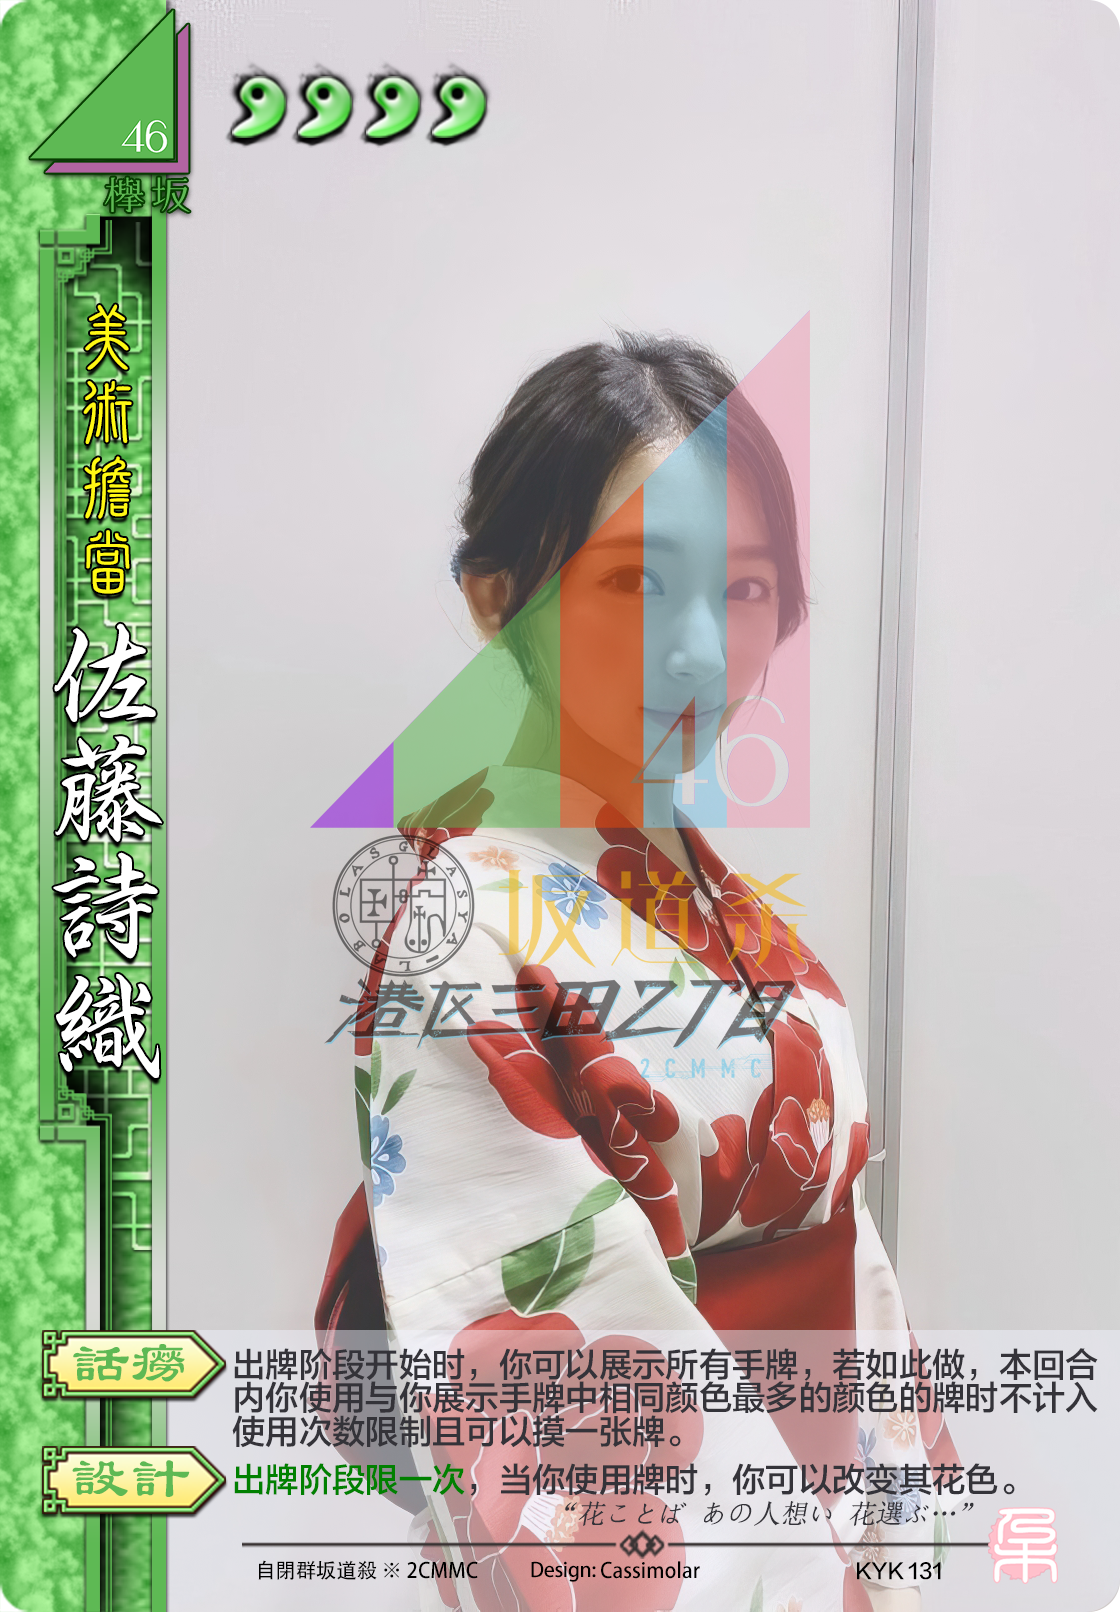 46
欅坂
美術擔當
佐藤詩織
46
GLASYA-LABOLAS
坂道杀
港区三田2丁目
2CMMC
話癆
出牌阶段开始时，你可以展示所有手牌，若如此做，本回合
内你使用与你展示手牌中相同颜色最多的颜色的牌时不计入
使用次数限制且可以摸一张牌。
設計
出牌阶段限一次，当你使用牌时，你可以改变其花色。
“花ことば あの人想い 花選ぶ…”
自閉群坂道殺 ※ 2CMMC
Design: Cassimolar
KYK 131